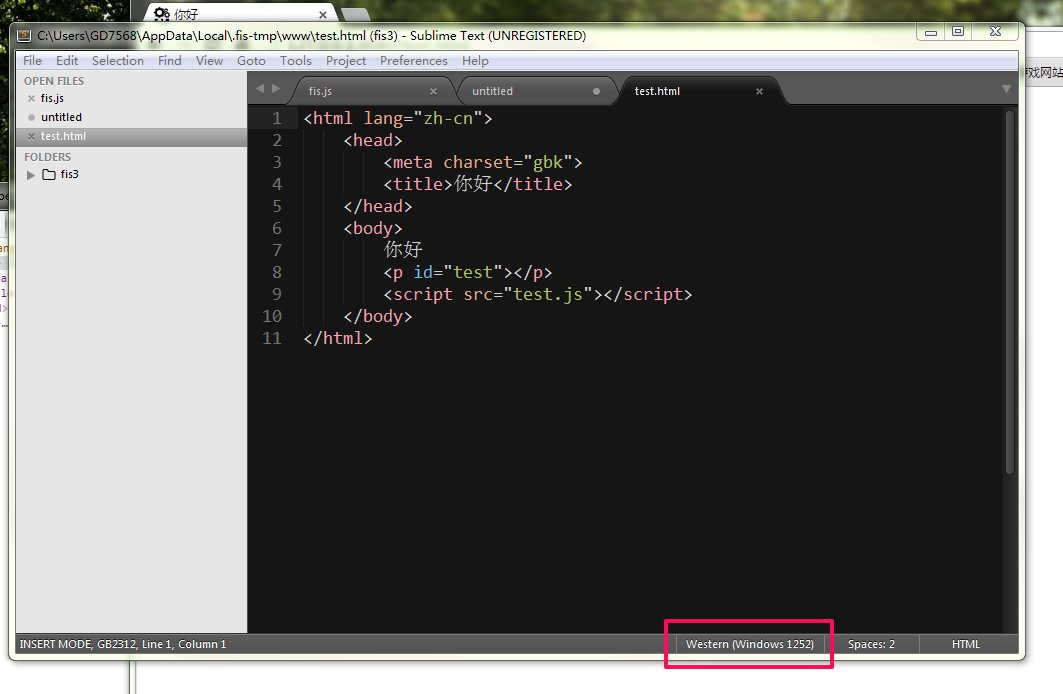 你好
C:\Users\GD7568\AppData\Local\.fis-tmp\www\test.html (fis3) - Sublime Text (UNREGISTERED)
File Edit Selection Find View Goto Tools Project Preferences Help
戏网站
OPEN FILES
fis.js
untitled
test.html
FOLDERS
fis3
fis.js untitled test.html
1 <html lang="zh-cn">
2 <head>
3 <meta charset="gbk">
4 <title>你好</title>
5 </head>
6 <body>
7 你好
8 <p id="test"></p>
9 <script src="test.js"></script>
10 </body>
11 </html>
INSERT MODE, GB2312, Line 1, Column 1 Western (Windows 1252) Spaces: 2 HTML